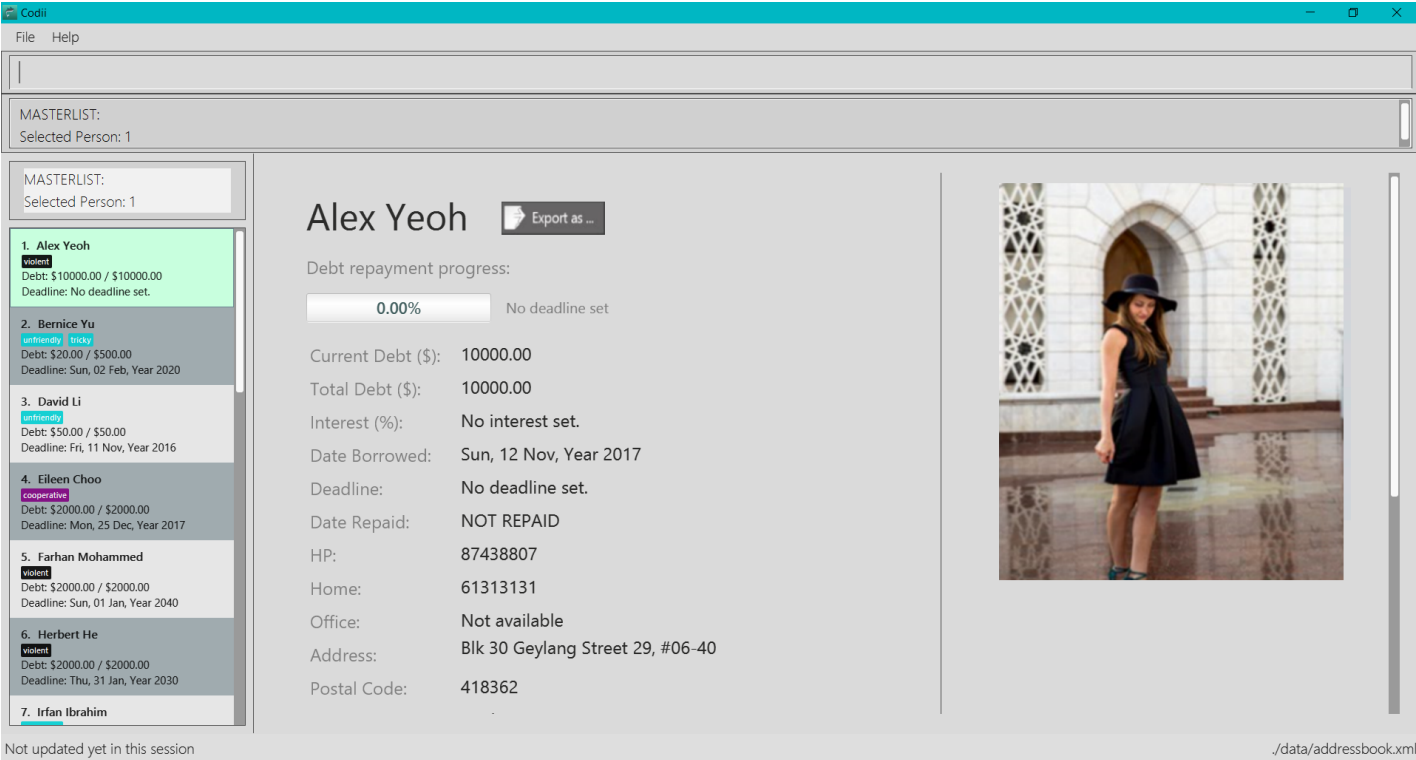 Codii
File Help
MASTERLIST:
Selected Person: 1
MASTERLIST:
Selected Person: 1
1. Alex Yeoh
violent
Debt: $10000.00 / $10000.00
Deadline: No deadline set.
2. Bernice Yu
unfriendly tricky
Debt: $20.00 / $500.00
Deadline: Sun, 02 Feb, Year 2020
3. David Li
unfriendly
Debt: $50.00 / $50.00
Deadline: Fri, 11 Nov, Year 2016
4. Eileen Choo
cooperative
Debt: $2000.00 / $2000.00
Deadline: Mon, 25 Dec, Year 2017
5. Farhan Mohammed
violent
Debt: $2000.00 / $2000.00
Deadline: Sun, 01 Jan, Year 2040
6. Herbert He
violent
Debt: $2000.00 / $2000.00
Deadline: Thu, 31 Jan, Year 2030
7. Irfan Ibrahim
Alex Yeoh
Export as ...
Debt repayment progress:
0.00% No deadline set
Current Debt ($): 10000.00
Total Debt ($): 10000.00
Interest (%): No interest set.
Date Borrowed: Sun, 12 Nov, Year 2017
Deadline: No deadline set.
Date Repaid: NOT REPAID
HP: 87438807
Home: 61313131
Office: Not available
Address: Blk 30 Geylang Street 29, #06-40
Postal Code: 418362
Not updated yet in this session
./data/addressbook.xml